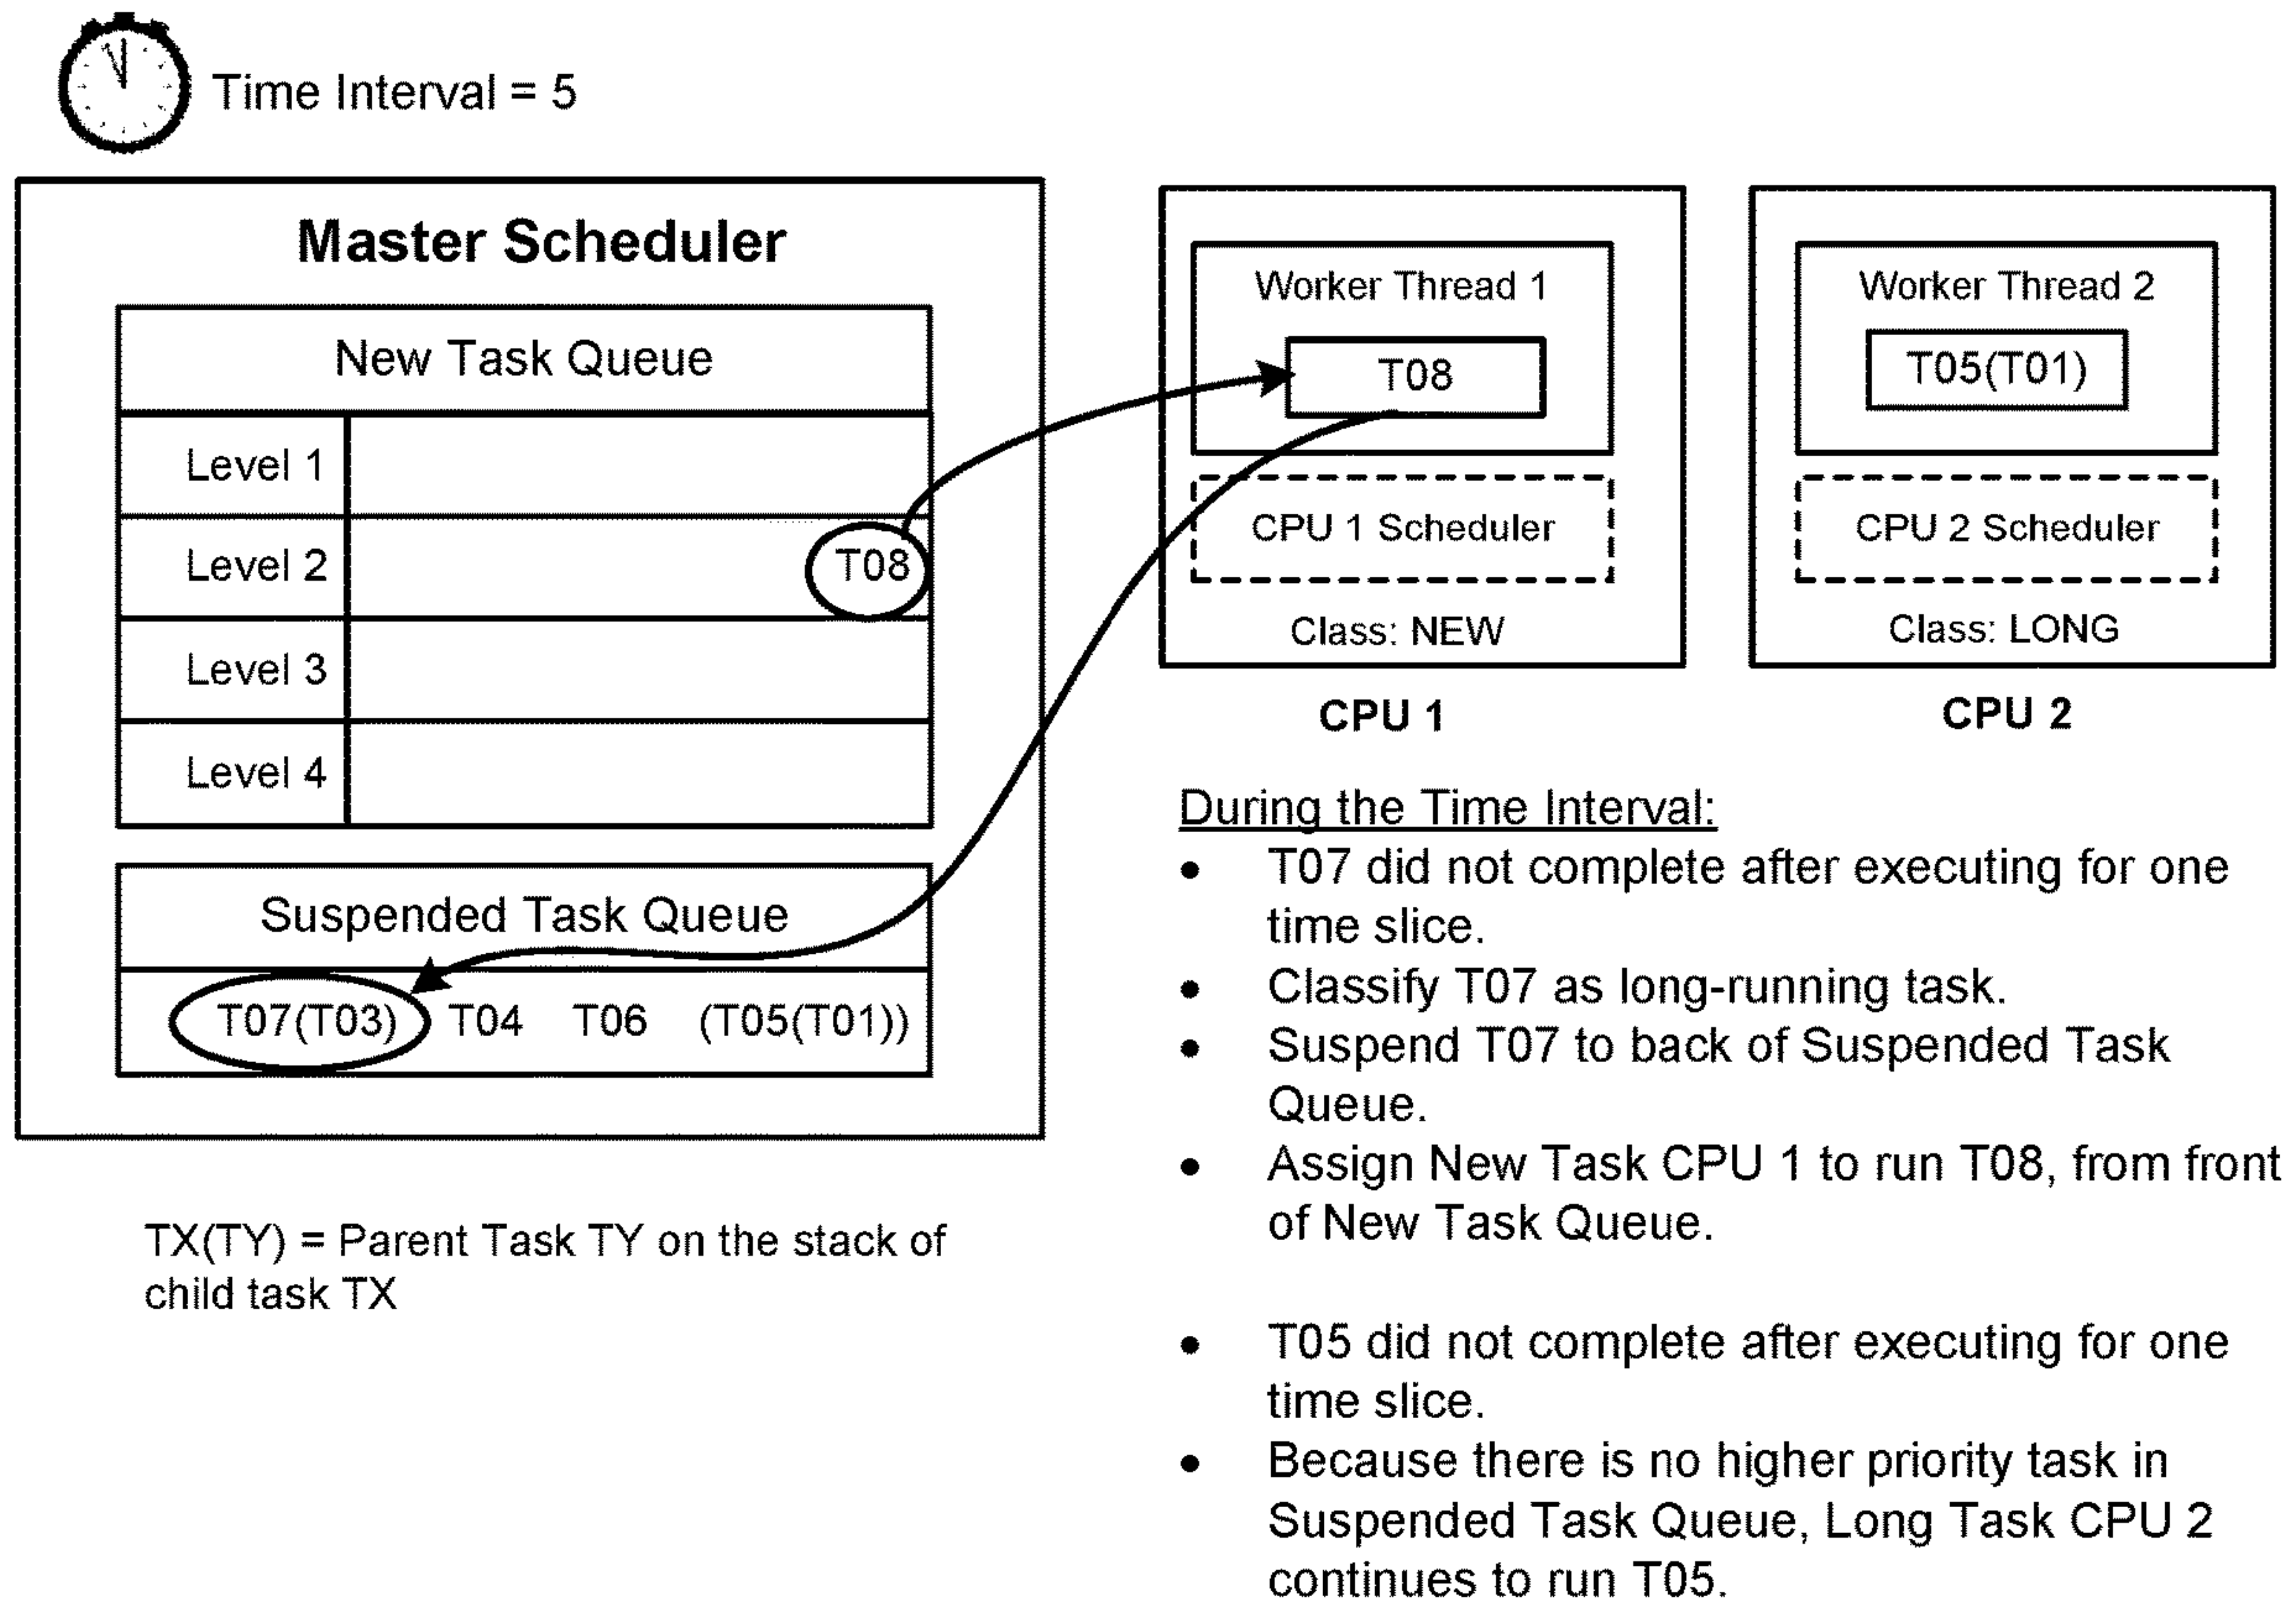 Time Interval = 5
Master Scheduler
New Task Queue
Level 1
Level 2 T08
Level 3
Level 4
Suspended Task Queue
T07(T03) T04 T06 (T05(T01))
TX(TY) = Parent Task TY on the stack of
child task TX
Worker Thread 1
T08
CPU 1 Scheduler
Class: NEW
CPU 1
Worker Thread 2
T05(T01)
CPU 2 Scheduler
Class: LONG
CPU 2
During the Time Interval:
• T07 did not complete after executing for one
time slice.
• Classify T07 as long-running task.
• Suspend T07 to back of Suspended Task
Queue.
• Assign New Task CPU 1 to run T08, from front
of New Task Queue.
• T05 did not complete after executing for one
time slice.
• Because there is no higher priority task in
Suspended Task Queue, Long Task CPU 2
continues to run T05.